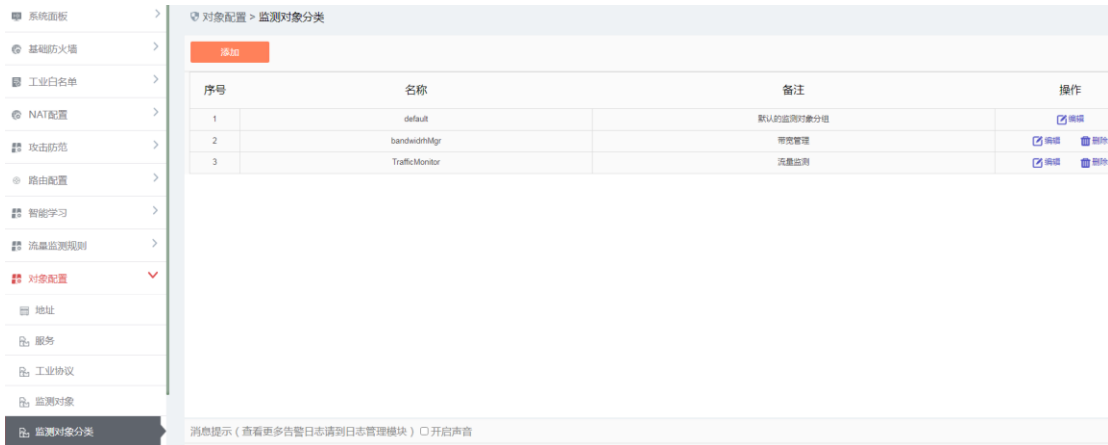 系统面板
基础防火墙
工业白名单
NAT配置
攻击防范
路由配置
智能学习
流量监测规则
对象配置
地址
服务
工业协议
监测对象
监测对象分类
对象配置 > 监测对象分类
添加
序号 名称 备注 操作
1 default 默认的监测对象分组 编辑
2 bandwidrhMgr 带宽管理 编辑 删除
3 TrafficMonitor 流量监测 编辑 删除
消息提示（查看更多告警日志请到日志管理模块）开启声音